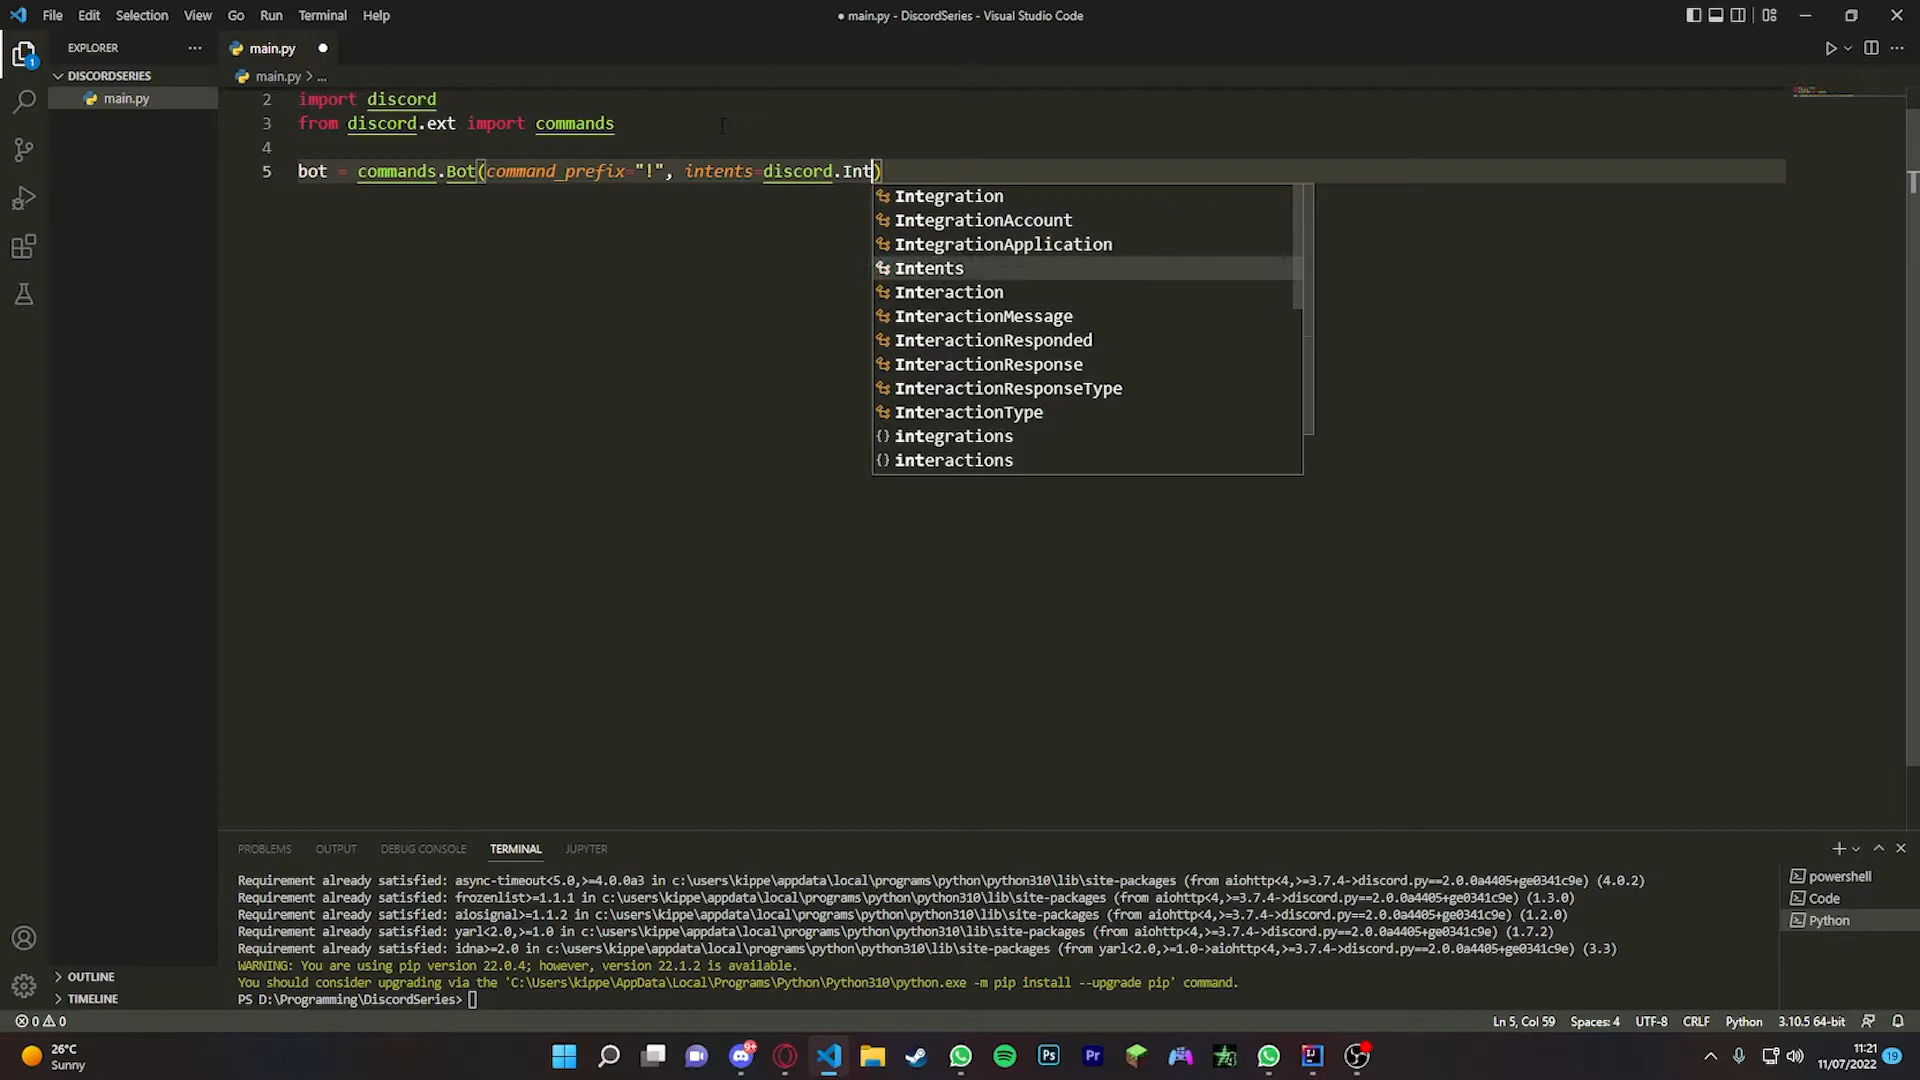 File Edit Selection View Go Run Terminal Help
● main.py - DiscordSeries - Visual Studio Code
EXPLORER ...
main.py ●
DISCORDSERIES
main.py > ...
main.py
2 import discord
3 from discord.ext import commands
4
5 bot = commands.Bot(command_prefix="!", intents=discord.Int)
Integration
IntegrationAccount
IntegrationApplication
Intents
Interaction
InteractionMessage
InteractionResponded
InteractionResponse
InteractionResponseType
InteractionType
{} integrations
{} interactions
PROBLEMS OUTPUT DEBUG CONSOLE TERMINAL JUPYTER
Requirement already satisfied: async-timeout<5.0,>=4.0.0a3 in c:\users\kippe\appdata\local\programs\python\python310\lib\site-packages (from aiohttp<4,>=3.7.4->discord.py==2.0.0a4405+ge0341c9e) (4.0.2)
Requirement already satisfied: frozenlist>=1.1.1 in c:\users\kippe\appdata\local\programs\python\python310\lib\site-packages (from aiohttp<4,>=3.7.4->discord.py==2.0.0a4405+ge0341c9e) (1.3.0)
Requirement already satisfied: aiosignal>=1.1.2 in c:\users\kippe\appdata\local\programs\python\python310\lib\site-packages (from aiohttp<4,>=3.7.4->discord.py==2.0.0a4405+ge0341c9e) (1.2.0)
Requirement already satisfied: yarl<2.0,>=1.0 in c:\users\kippe\appdata\local\programs\python\python310\lib\site-packages (from aiohttp<4,>=3.7.4->discord.py==2.0.0a4405+ge0341c9e) (1.7.2)
Requirement already satisfied: idna>=2.0 in c:\users\kippe\appdata\local\programs\python\python310\lib\site-packages (from yarl<2.0,>=1.0->aiohttp<4,>=3.7.4->discord.py==2.0.0a4405+ge0341c9e) (3.3)
WARNING: You are using pip version 22.0.4; however, version 22.1.2 is available.
You should consider upgrading via the 'C:\Users\kippe\AppData\Local\Programs\Python\Python310\python.exe -m pip install --upgrade pip' command.
PS D:\Programming\DiscordSeries>
powershell
Code
Python
OUTLINE
TIMELINE
1
0 0
Ln 5, Col 59 Spaces: 4 UTF-8 CRLF Python 3.10.5 64-bit
26°C
Sunny
9+
Ps
Pr
11:21
11/07/2022
19